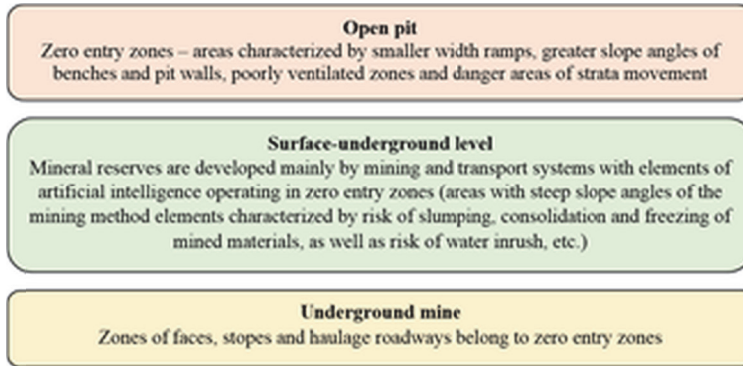 Open pit
Zero entry zones – areas characterized by smaller width ramps, greater slope angles of
benches and pit walls, poorly ventilated zones and danger areas of strata movement
Surface-underground level
Mineral reserves are developed mainly by mining and transport systems with elements of
artificial intelligence operating in zero entry zones (areas with steep slope angles of the
mining method elements characterized by risk of slumping, consolidation and freezing of
mined materials, as well as risk of water inrush, etc.)
Underground mine
Zones of faces, stopes and haulage roadways belong to zero entry zones